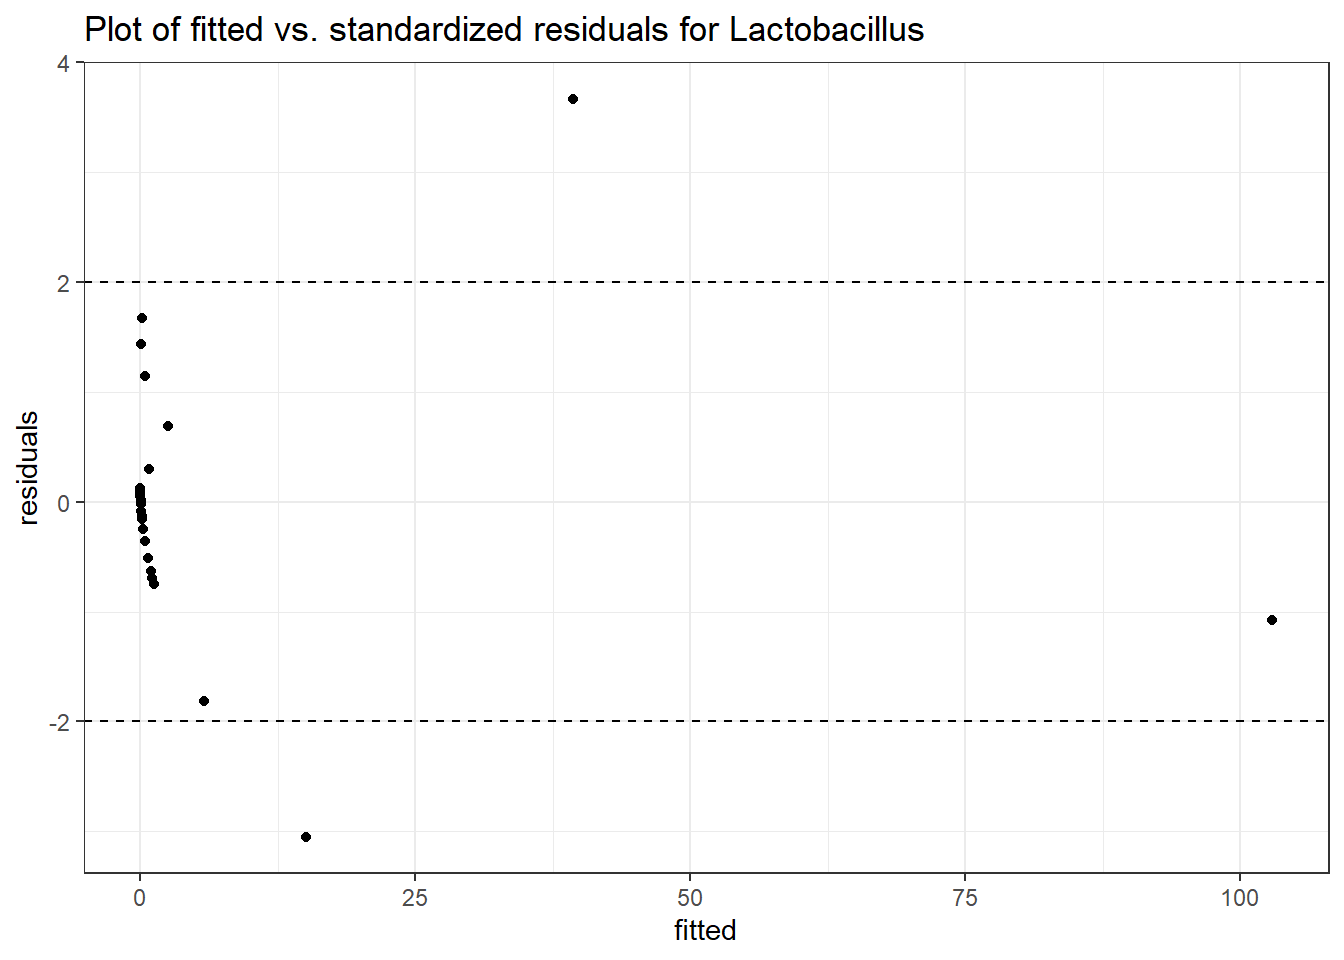 Plot of fitted vs. standardized residuals for Lactobacillus
4
2
0
-2
residuals
0 25 50 75 100
fitted